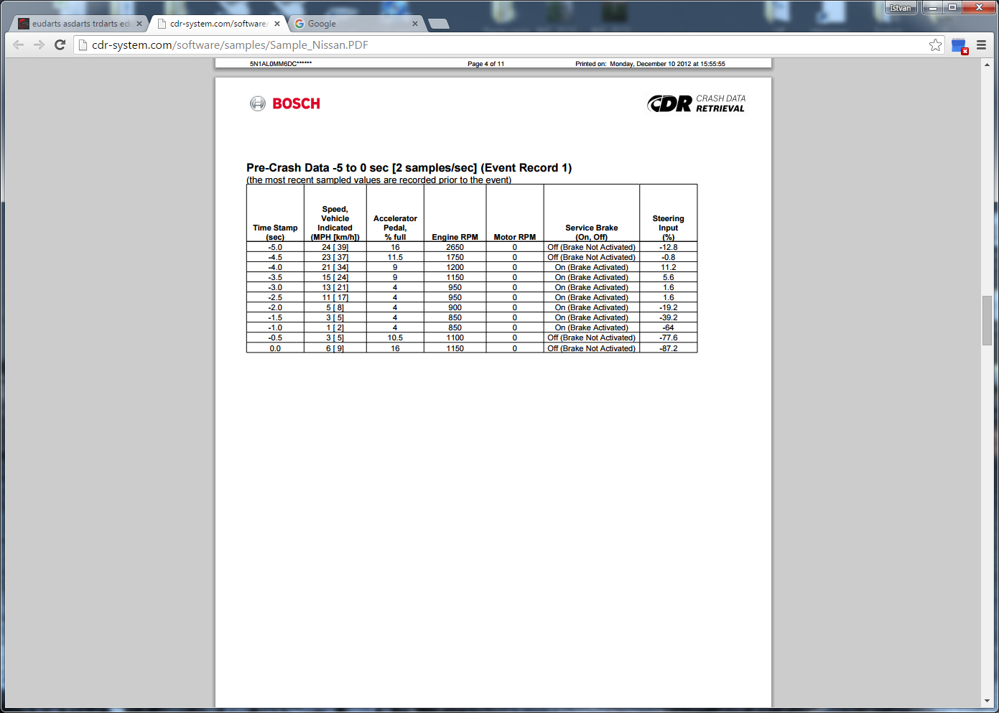 Istvan
eudarts asdarts trdarts ed
cdr-system.com/software/
Google
cdr-system.com/software/samples/Sample_Nissan.PDF
5N1AL0MM6DC****** Page 4 of 11 Printed on: Monday, December 10 2012 at 15:55:55
BOSCH
CDR CRASH DATA RETRIEVAL
Pre-Crash Data -5 to 0 sec [2 samples/sec] (Event Record 1)
(the most recent sampled values are recorded prior to the event)
Time Stamp (sec) Speed, Vehicle Indicated (MPH [km/h]) Accelerator Pedal, % full Engine RPM Motor RPM Service Brake (On, Off) Steering Input (%)
-5.0 24 [ 39] 16 2650 0 Off (Brake Not Activated) -12.8
-4.5 23 [ 37] 11.5 1750 0 Off (Brake Not Activated) -0.8
-4.0 21 [ 34] 9 1200 0 On (Brake Activated) 11.2
-3.5 15 [ 24] 9 1150 0 On (Brake Activated) 5.6
-3.0 13 [ 21] 4 950 0 On (Brake Activated) 1.6
-2.5 11 [ 17] 4 950 0 On (Brake Activated) 1.6
-2.0 5 [ 8] 4 900 0 On (Brake Activated) -19.2
-1.5 3 [ 5] 4 850 0 On (Brake Activated) -39.2
-1.0 1 [ 2] 4 850 0 On (Brake Activated) -64
-0.5 3 [ 5] 10.5 1100 0 Off (Brake Not Activated) -77.6
0.0 6 [ 9] 16 1150 0 Off (Brake Not Activated) -87.2